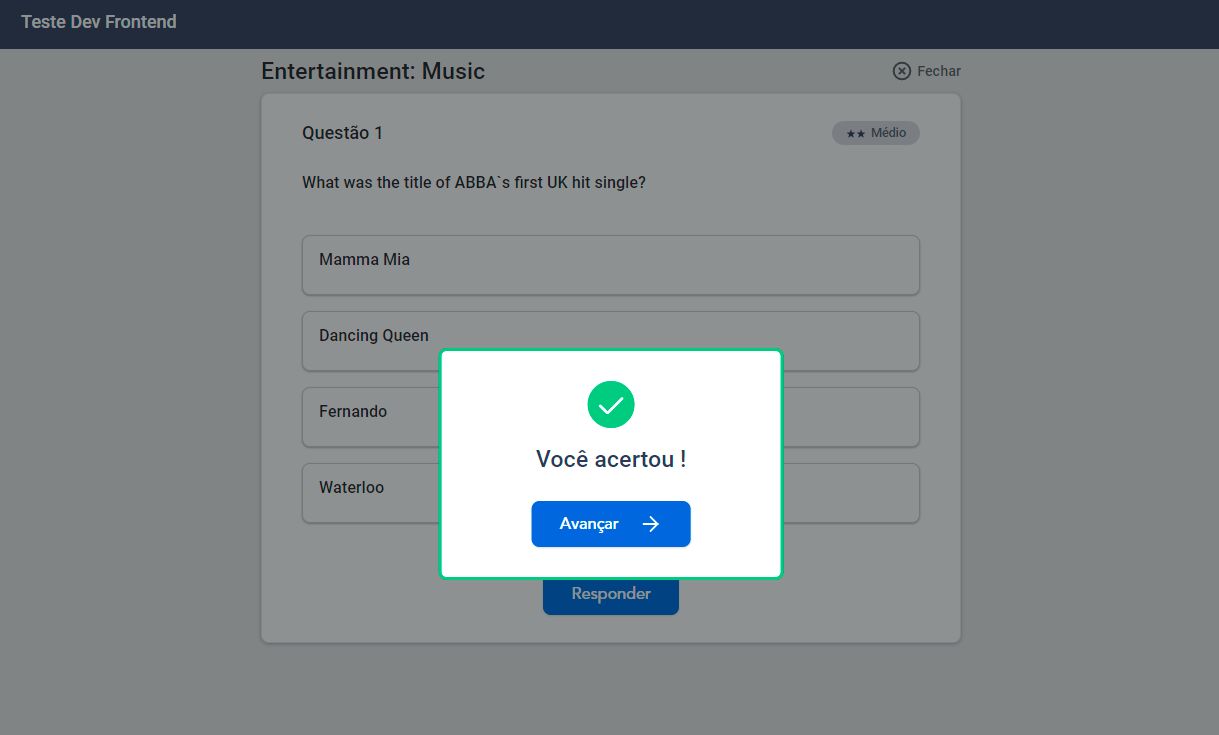 Teste Dev Frontend
Entertainment: Music
Fechar
Questão 1
★★ Médio
What was the title of ABBA`s first UK hit single?
Mamma Mia
Dancing Queen
Fernando
Waterloo
Você acertou !
Avançar
Responder